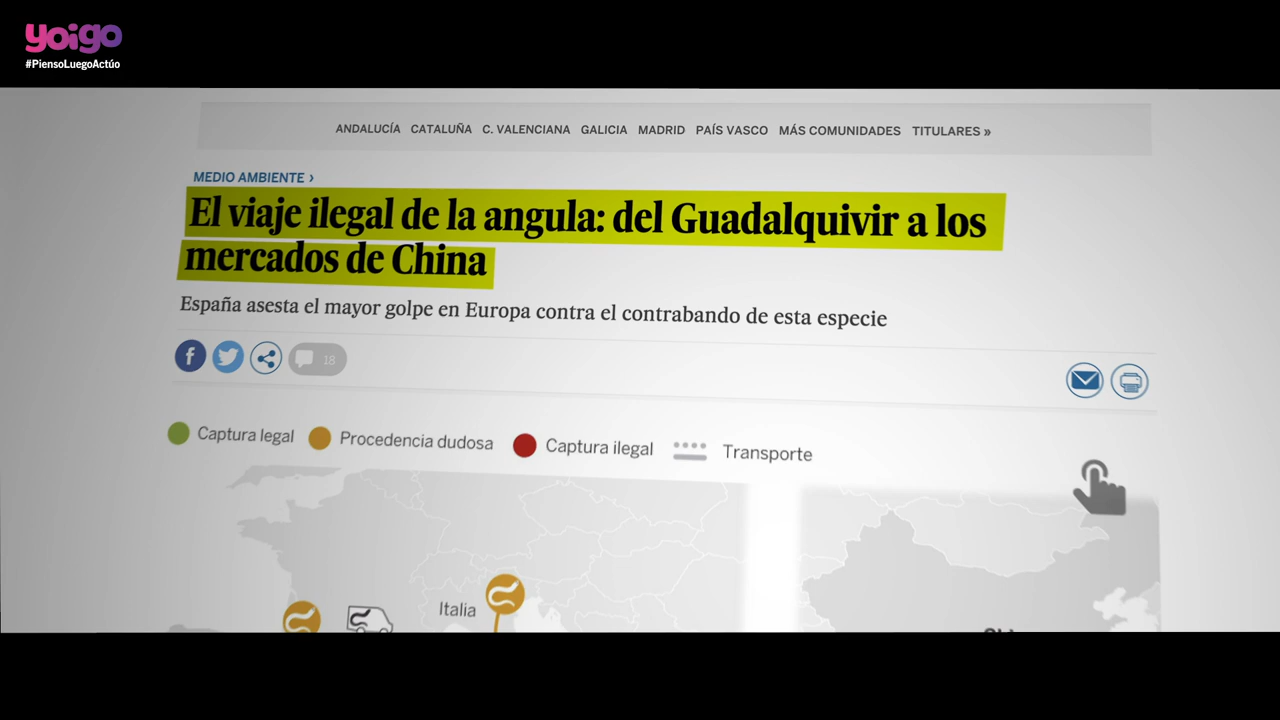 yoigo
#PiensoLuegoActúo
ANDALUCÍA CATALUÑA C. VALENCIANA GALICIA MADRID PAÍS VASCO MÁS COMUNIDADES TITULARES »
MEDIO AMBIENTE ›
El viaje ilegal de la angula: del Guadalquivir a los
mercados de China
España asesta el mayor golpe en Europa contra el contrabando de esta especie
18
Captura legal Procedencia dudosa Captura ilegal Transporte
Italia